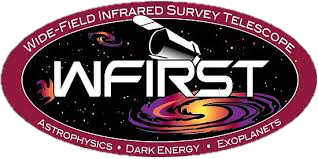 WIDE-FIELD INFRARED SURVEY TELESCOPE
WFIRST
ASTROPHYSICS • DARK ENERGY • EXOPLANETS